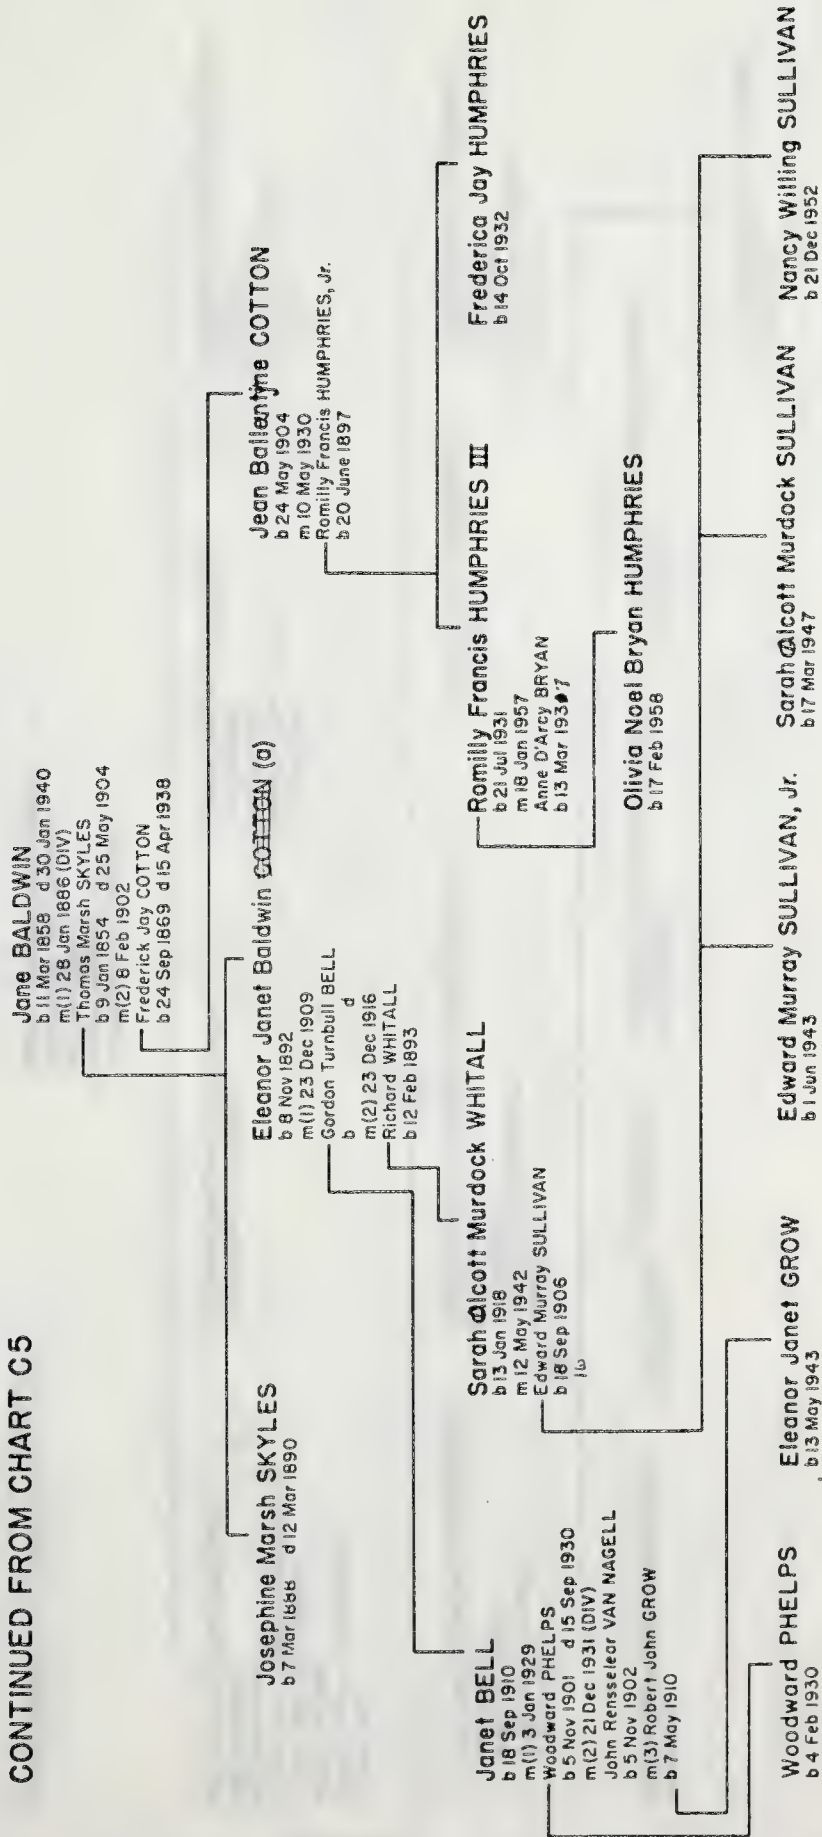 CONTINUED FROM CHART C5
Jane BALDWIN
b 11 Mar 1858 d 30 Jan 1940
m(1) 28 Jan 1886 (DIV)
Thomas Marsh SKYLES
b 9 Jan 1854 d 25 May 1904
m(2) 8 Feb 1902
Frederick Jay COTTON
b 24 Sep 1869 d 15 Apr 1938
Josephine Marsh SKYLES
b 7 Mar 1888 d 12 Mar 1890
Eleanor Janet Baldwin COTTON (a)
b 8 Nov 1892
m(1) 23 Dec 1909
Gordon Turnbull BELL
b d
m(2) 23 Dec 1916
Richard WHITALL
b 12 Feb 1893
Jean Ballantyne COTTON
b 24 May 1904
m 10 May 1930
Romilly Francis HUMPHRIES, Jr.
b 20 June 1897
Janet BELL
b 18 Sep 1910
m(1) 3 Jan 1929
Woodward PHELPS
b 5 Nov 1901 d 15 Sep 1930
m(2) 21 Dec 1931 (DIV)
John Rensselear VAN NAGELL
b 5 Nov 1902
m(3) Robert John GROW
b 7 May 1910
Sarah Alcott Murdock WHITALL
b 13 Jan 1918
m 12 May 1942
Edward Murray SULLIVAN
b 18 Sep 1906
16
Romilly Francis HUMPHRIES III
b 21 Jul 1931
m 18 Jan 1957
Anne D'Arcy BRYAN
b 13 Mar 1937
Frederica Jay HUMPHRIES
b 14 Oct 1932
Olivia Noel Bryan HUMPHRIES
b 17 Feb 1958
Woodward PHELPS
b 4 Feb 1930
Eleanor Janet GROW
b 13 May 1943
Edward Murray SULLIVAN, Jr.
b 1 Jun 1943
Sarah Alcott Murdock SULLIVAN
b 17 Mar 1947
Nancy Willing SULLIVAN
b 21 Dec 1952